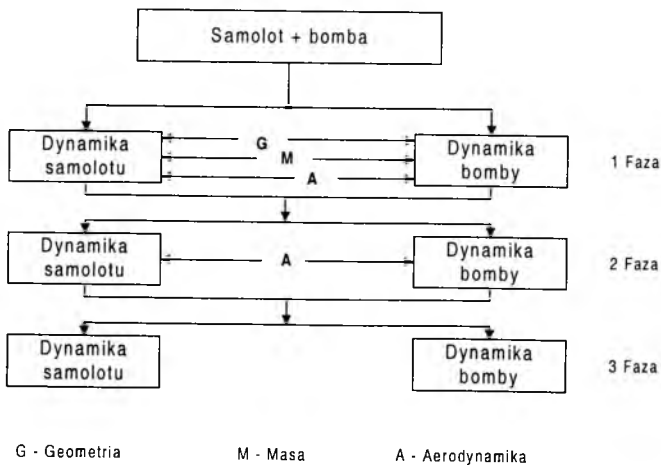 Samolot + bomba
Dynamika
samolotu
G
M
A
Dynamika
bomby
1 Faza
Dynamika
samolotu
A
Dynamika
bomby
2 Faza
Dynamika
samolotu
Dynamika
bomby
3 Faza
G - Geometria
M - Masa
A - Aerodynamika